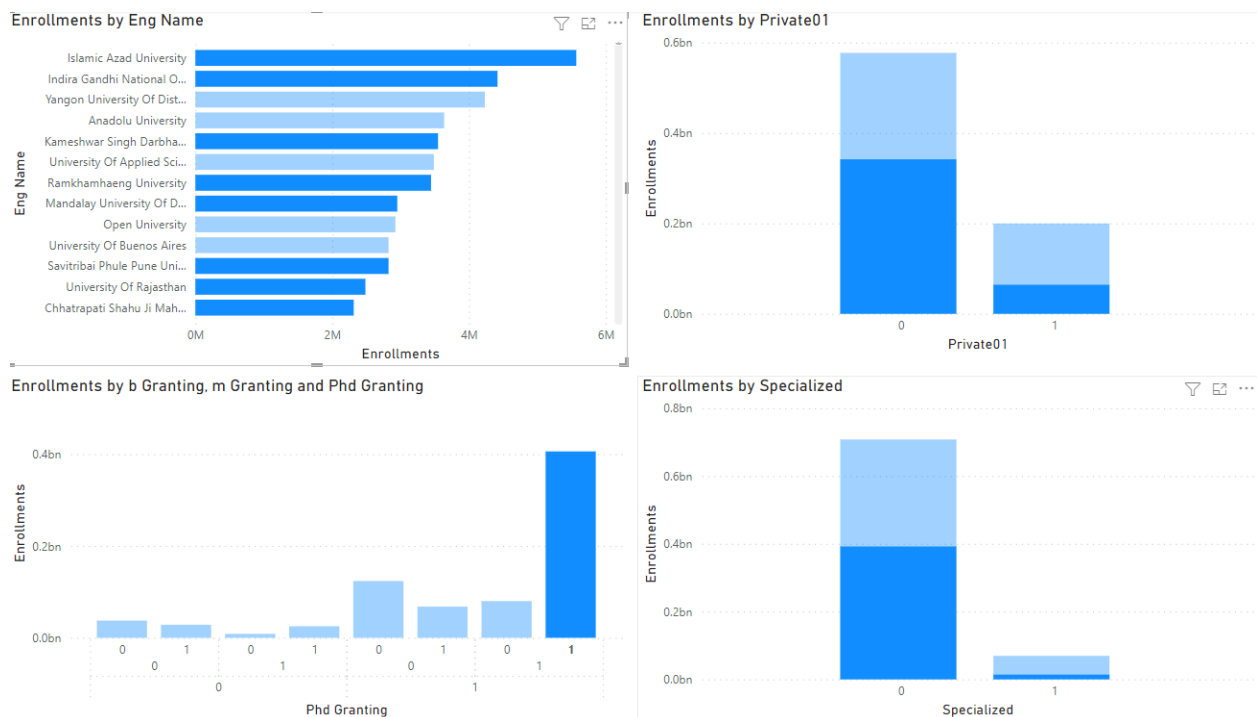 Enrollments by Eng Name
Eng Name
Islamic Azad University
Indira Gandhi National O...
Yangon University Of Dist...
Anadolu University
Kameshwar Singh Darbha...
University Of Applied Sci...
Ramkhamhaeng University
Mandalay University Of D...
Open University
University Of Buenos Aires
Savitribai Phule Pune Uni...
University Of Rajasthan
Chhatrapati Shahu Ji Mah...
0M 2M 4M 6M
Enrollments
Enrollments by Private01
Enrollments
0.6bn
0.4bn
0.2bn
0.0bn
0 1
Private01
Enrollments by b Granting, m Granting and Phd Granting
Enrollments
0.4bn
0.2bn
0.0bn
0 1 0 1 0 1 0 1
0 1 0 1
0 1
Phd Granting
Enrollments by Specialized
Enrollments
0.8bn
0.6bn
0.4bn
0.2bn
0.0bn
0 1
Specialized